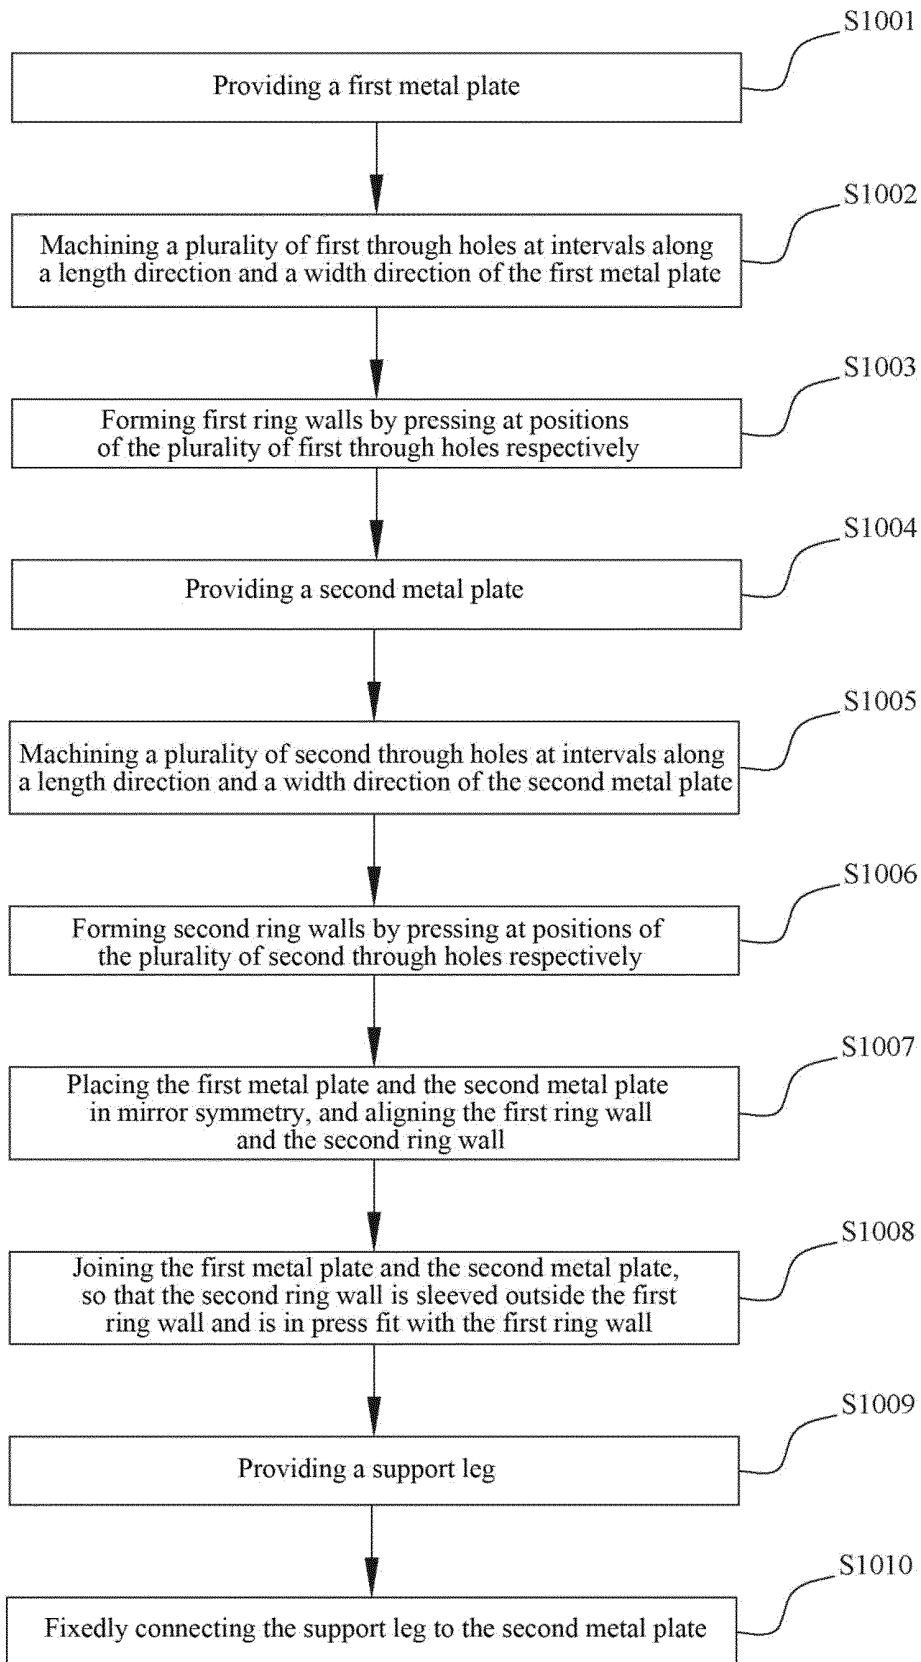 S1001
Providing a first metal plate
S1002
Machining a plurality of first through holes at intervals along
a length direction and a width direction of the first metal plate
S1003
Forming first ring walls by pressing at positions
of the plurality of first through holes respectively
S1004
Providing a second metal plate
S1005
Machining a plurality of second through holes at intervals along
a length direction and a width direction of the second metal plate
S1006
Forming second ring walls by pressing at positions of
the plurality of second through holes respectively
S1007
Placing the first metal plate and the second metal plate
in mirror symmetry, and aligning the first ring wall
and the second ring wall
S1008
Joining the first metal plate and the second metal plate,
so that the second ring wall is sleeved outside the first
ring wall and is in press fit with the first ring wall
S1009
Providing a support leg
S1010
Fixedly connecting the support leg to the second metal plate